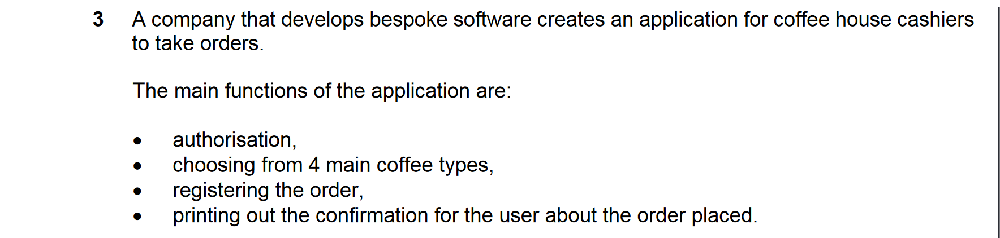 3 A company that develops bespoke software creates an application for coffee house cashiers
to take orders.
The main functions of the application are:
• authorisation,
• choosing from 4 main coffee types,
• registering the order,
• printing out the confirmation for the user about the order placed.